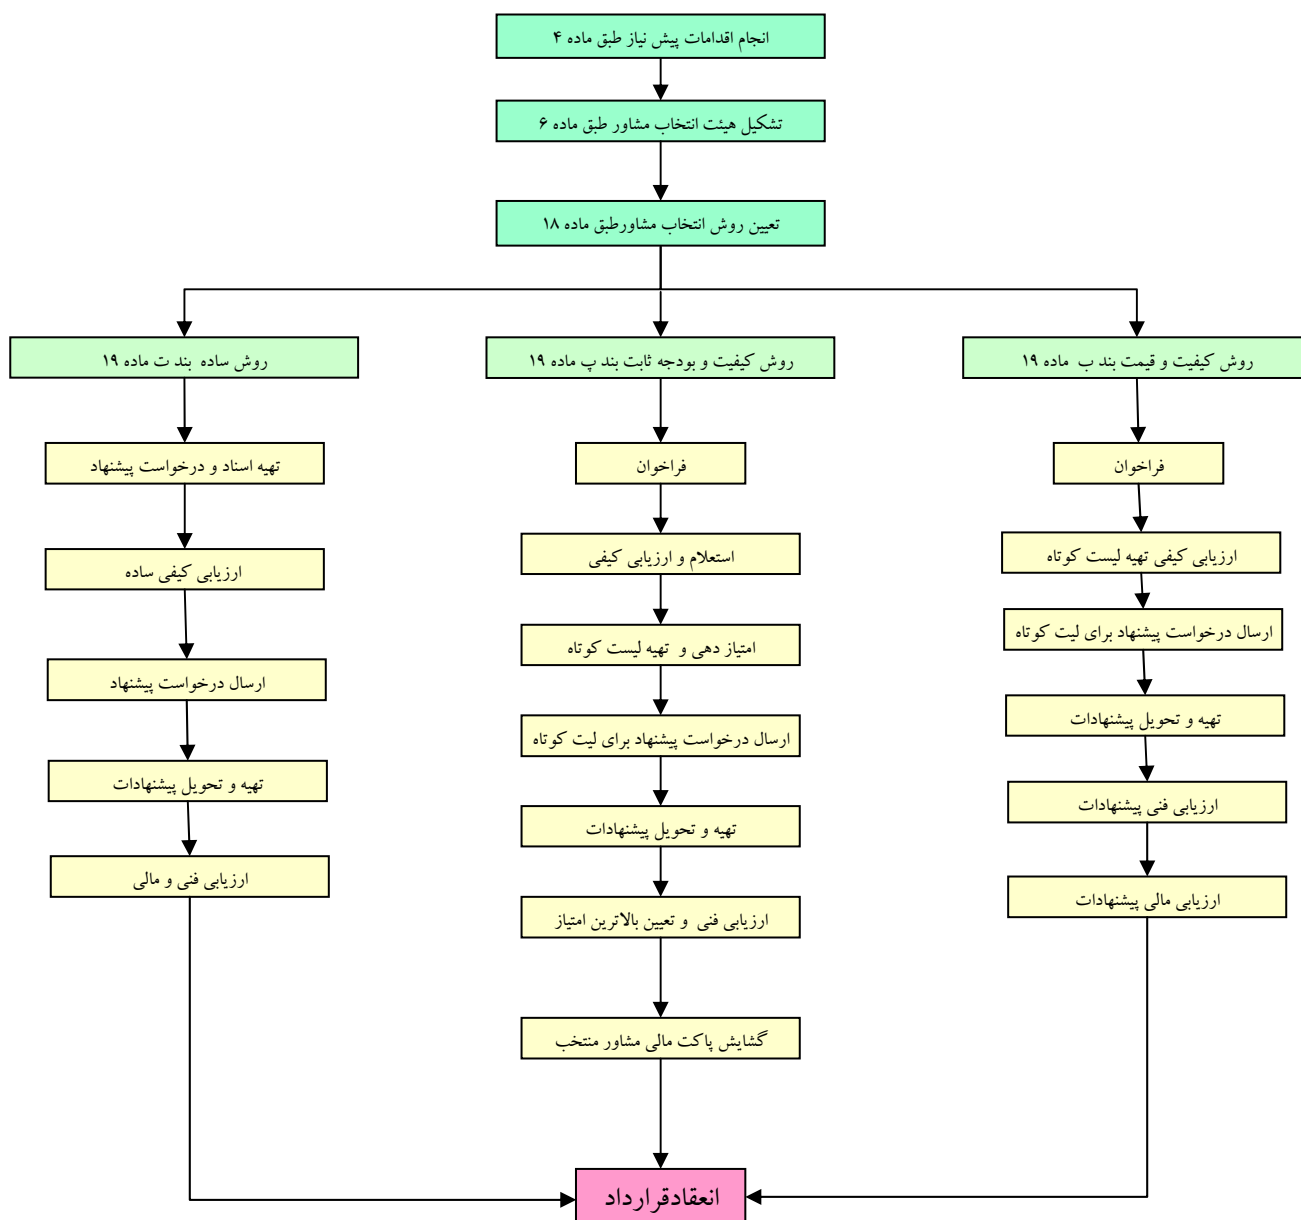 انجام اقدامات پیش نیاز طبق ماده ۴
تشکیل هیئت انتخاب مشاور طبق ماده ۶
تعیین روش انتخاب مشاورطبق ماده ۱۸
روش کیفیت و قیمت بند ب ماده ۱۹
فراخوان
ارزیابی کیفی تهیه لیست کوتاه
ارسال درخواست پیشنهاد برای لیت کوتاه
تهیه و تحویل پیشنهادات
ارزیابی فنی پیشنهادات
ارزیابی مالی پیشنهادات
روش کیفیت و بودجه ثابت بند پ ماده ۱۹
فراخوان
استعلام و ارزیابی کیفی
امتیاز دهی و تهیه لیست کوتاه
ارسال درخواست پیشنهاد برای لیت کوتاه
تهیه و تحویل پیشنهادات
ارزیابی فنی و تعیین بالاترین امتیاز
گشایش پاکت مالی مشاور منتخب
روش ساده بند ت ماده ۱۹
تهیه اسناد و درخواست پیشنهاد
ارزیابی کیفی ساده
ارسال درخواست پیشنهاد
تهیه و تحویل پیشنهادات
ارزیابی فنی و مالی
انعقادقرارداد